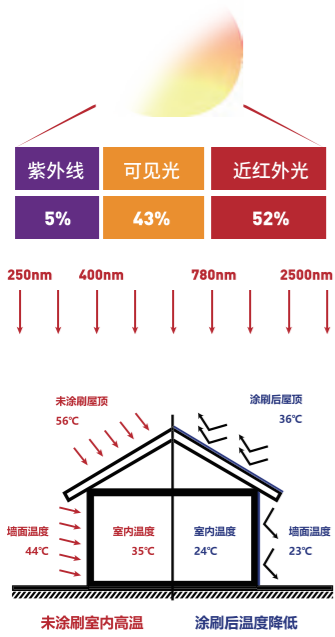 紫外线 可见光 近红外光
5% 43% 52%
250nm 400nm 780nm 2500nm
未涂刷屋顶
56℃
涂刷后屋顶
36℃
墙面温度
44℃
室内温度
35℃
室内温度
24℃
墙面温度
23℃
未涂刷室内高温 涂刷后温度降低